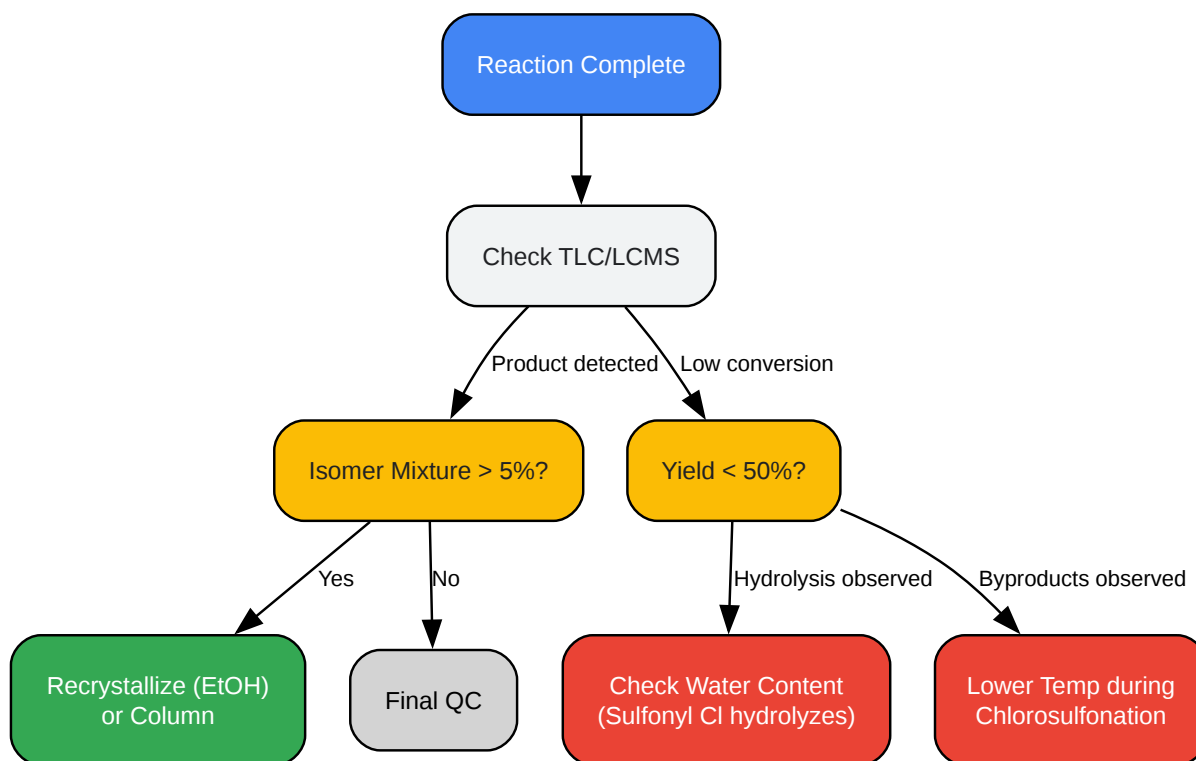 Reaction Complete
Check TLC/LCMS
Product detected
Low conversion
Isomer Mixture > 5%?
Yield < 50%?
Yes
No
Hydrolysis observed
Byproducts observed
Recrystallize (EtOH)
or Column
Final QC
Check Water Content
(Sulfonyl Cl hydrolyzes)
Lower Temp during
Chlorosulfonation